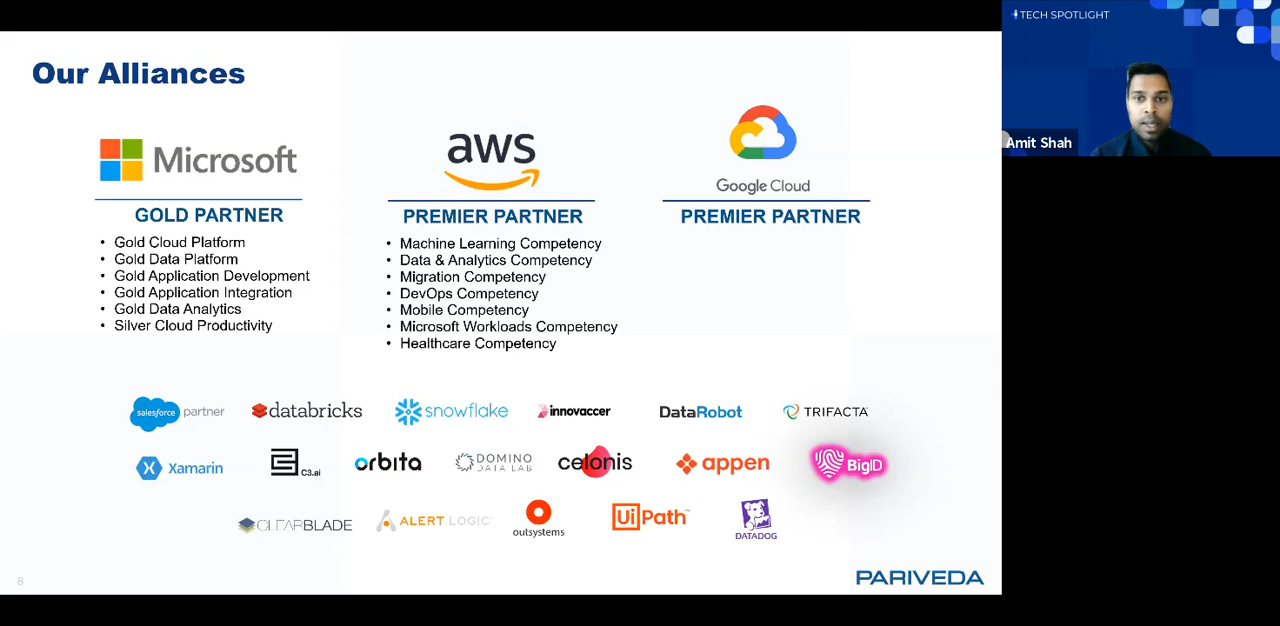 Our Alliances
Microsoft
GOLD PARTNER
• Gold Cloud Platform
• Gold Data Platform
• Gold Application Development
• Gold Application Integration
• Gold Data Analytics
• Silver Cloud Productivity
aws
PREMIER PARTNER
• Machine Learning Competency
• Data & Analytics Competency
• Migration Competency
• DevOps Competency
• Mobile Competency
• Microsoft Workloads Competency
• Healthcare Competency
Google Cloud
PREMIER PARTNER
salesforce partner
databricks
snowflake
innovaccer
DataRobot
TRIFACTA
Xamarin
C3.ai
orbita
DOMINO
DATA LAB
celonis
appen
BigID
CLEARBLADE
ALERT LOGIC
outsystems
UiPath
DATADOG
8
PARIVEDA
TECH SPOTLIGHT
Amit Shah